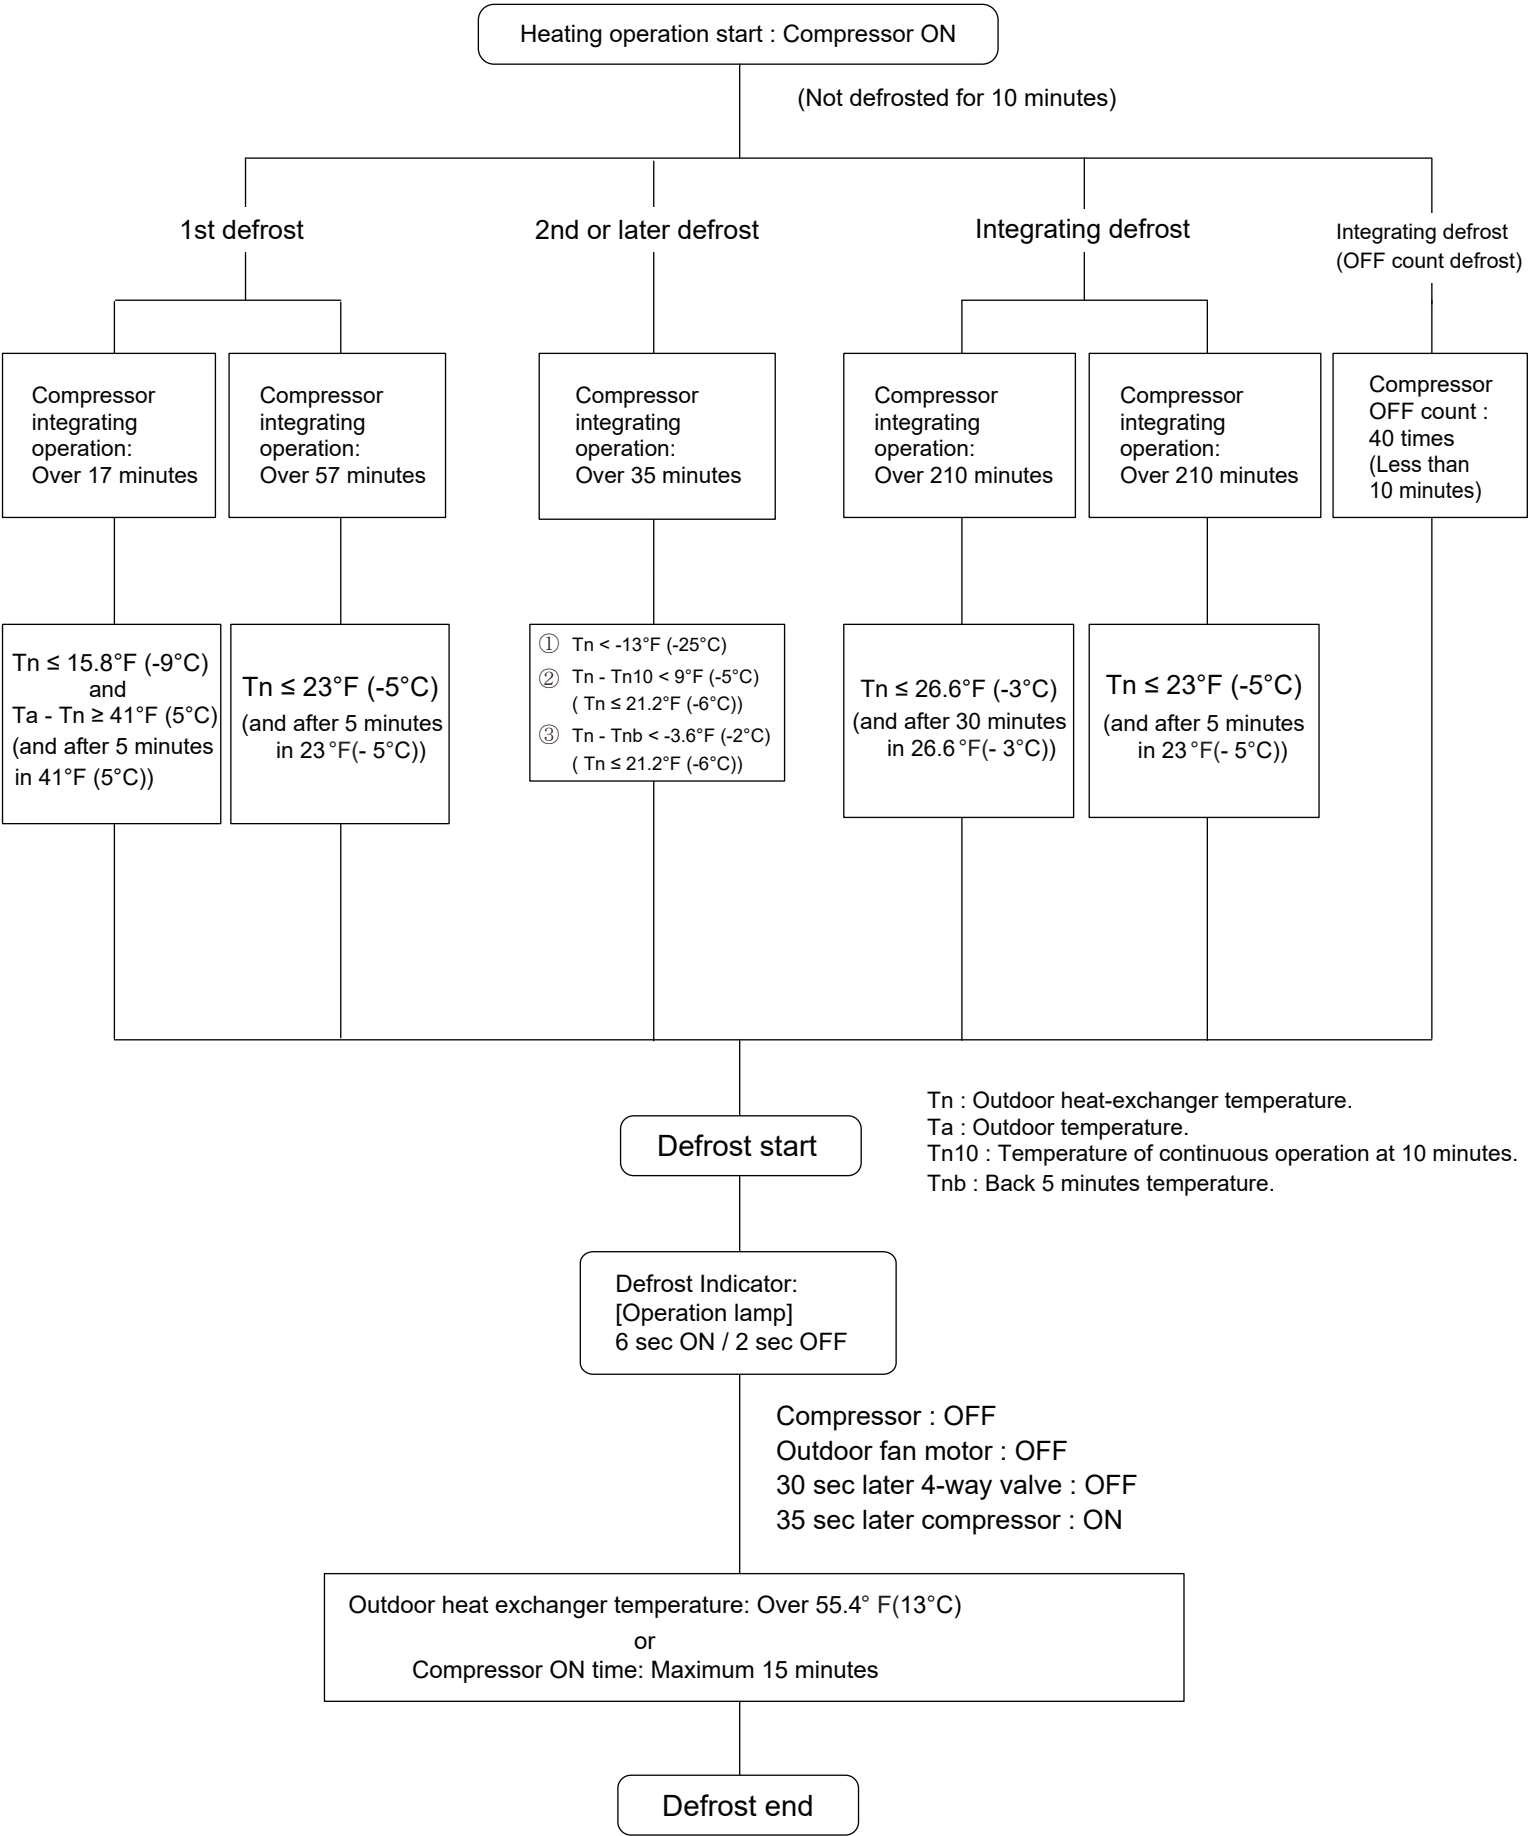 Heating operation start : Compressor ON
(Not defrosted for 10 minutes)
1st defrost
2nd or later defrost
Integrating defrost
Integrating defrost
(OFF count defrost)
Compressor
integrating
operation:
Over 17 minutes
Compressor
integrating
operation:
Over 57 minutes
Compressor
integrating
operation:
Over 35 minutes
Compressor
integrating
operation:
Over 210 minutes
Compressor
integrating
operation:
Over 210 minutes
Compressor
OFF count :
40 times
(Less than
10 minutes)
Tn ≤ 15.8°F (-9°C)
and
Ta - Tn ≥ 41°F (5°C)
(and after 5 minutes
in 41°F (5°C))
Tn ≤ 23°F (-5°C)
(and after 5 minutes
in 23°F(- 5°C))
① Tn < -13°F (-25°C)
② Tn - Tn10 < 9°F (-5°C)
( Tn ≤ 21.2°F (-6°C))
③ Tn - Tnb < -3.6°F (-2°C)
( Tn ≤ 21.2°F (-6°C))
Tn ≤ 26.6°F (-3°C)
(and after 30 minutes
in 26.6°F(- 3°C))
Tn ≤ 23°F (-5°C)
(and after 5 minutes
in 23°F(- 5°C))
Tn : Outdoor heat-exchanger temperature.
Ta : Outdoor temperature.
Tn10 : Temperature of continuous operation at 10 minutes.
Tnb : Back 5 minutes temperature.
Defrost start
Defrost Indicator:
[Operation lamp]
6 sec ON / 2 sec OFF
Compressor : OFF
Outdoor fan motor : OFF
30 sec later 4-way valve : OFF
35 sec later compressor : ON
Outdoor heat exchanger temperature: Over 55.4° F(13°C)
or
Compressor ON time: Maximum 15 minutes
Defrost end